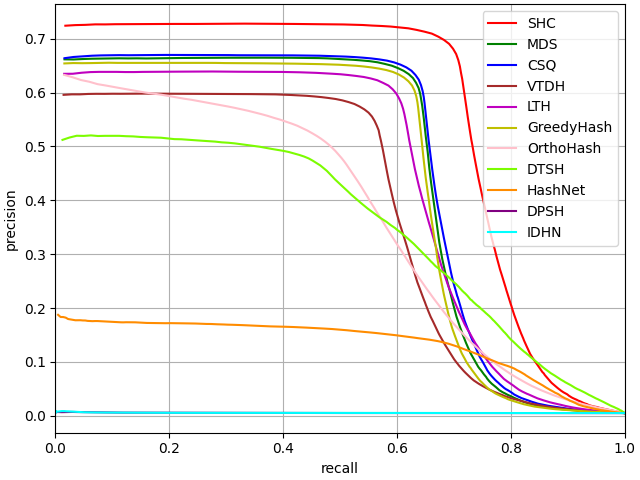 SHC
MDS
CSQ
VTDH
LTH
GreedyHash
OrthoHash
DTSH
HashNet
DPSH
IDHN
precision
0.7
0.6
0.5
0.4
0.3
0.2
0.1
0.0
0.0 0.2 0.4 0.6 0.8 1.0
recall